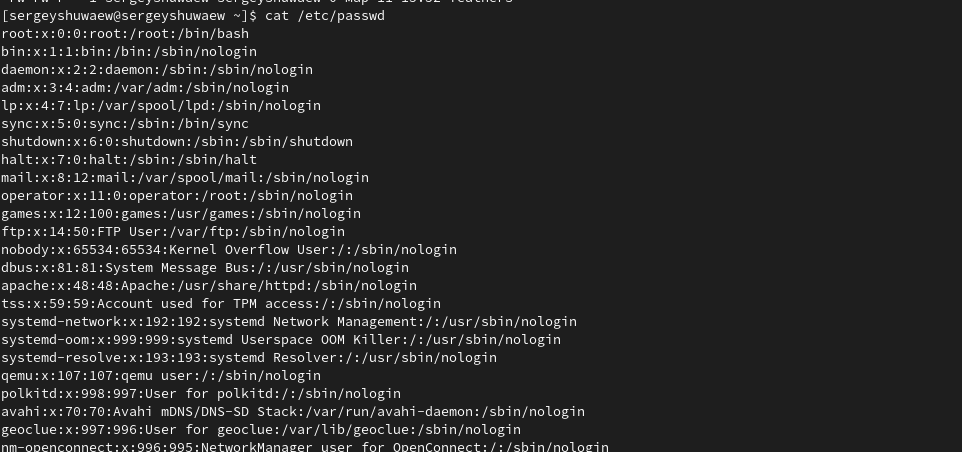 [sergeyshuwaew@sergeyshuwaew ~]$ cat /etc/passwd
root:x:0:0:root:/root:/bin/bash
bin:x:1:1:bin:/bin:/sbin/nologin
daemon:x:2:2:daemon:/sbin:/sbin/nologin
adm:x:3:4:adm:/var/adm:/sbin/nologin
lp:x:4:7:lp:/var/spool/lpd:/sbin/nologin
sync:x:5:0:sync:/sbin:/bin/sync
shutdown:x:6:0:shutdown:/sbin:/sbin/shutdown
halt:x:7:0:halt:/sbin:/sbin/halt
mail:x:8:12:mail:/var/spool/mail:/sbin/nologin
operator:x:11:0:operator:/root:/sbin/nologin
games:x:12:100:games:/usr/games:/sbin/nologin
ftp:x:14:50:FTP User:/var/ftp:/sbin/nologin
nobody:x:65534:65534:Kernel Overflow User:/:/sbin/nologin
dbus:x:81:81:System Message Bus:/:/usr/sbin/nologin
apache:x:48:48:Apache:/usr/share/httpd:/sbin/nologin
tss:x:59:59:Account used for TPM access:/:/sbin/nologin
systemd-network:x:192:192:systemd Network Management:/:/usr/sbin/nologin
systemd-oom:x:999:999:systemd Userspace OOM Killer:/:/usr/sbin/nologin
systemd-resolve:x:193:193:systemd Resolver:/:/usr/sbin/nologin
qemu:x:107:107:qemu user:/:/sbin/nologin
polkitd:x:998:997:User for polkitd:/:/sbin/nologin
avahi:x:70:70:Avahi mDNS/DNS-SD Stack:/var/run/avahi-daemon:/sbin/nologin
geoclue:x:997:996:User for geoclue:/var/lib/geoclue:/sbin/nologin
nm-openconnect:x:996:995:NetworkManager user for OpenConnect:/:/sbin/nologin